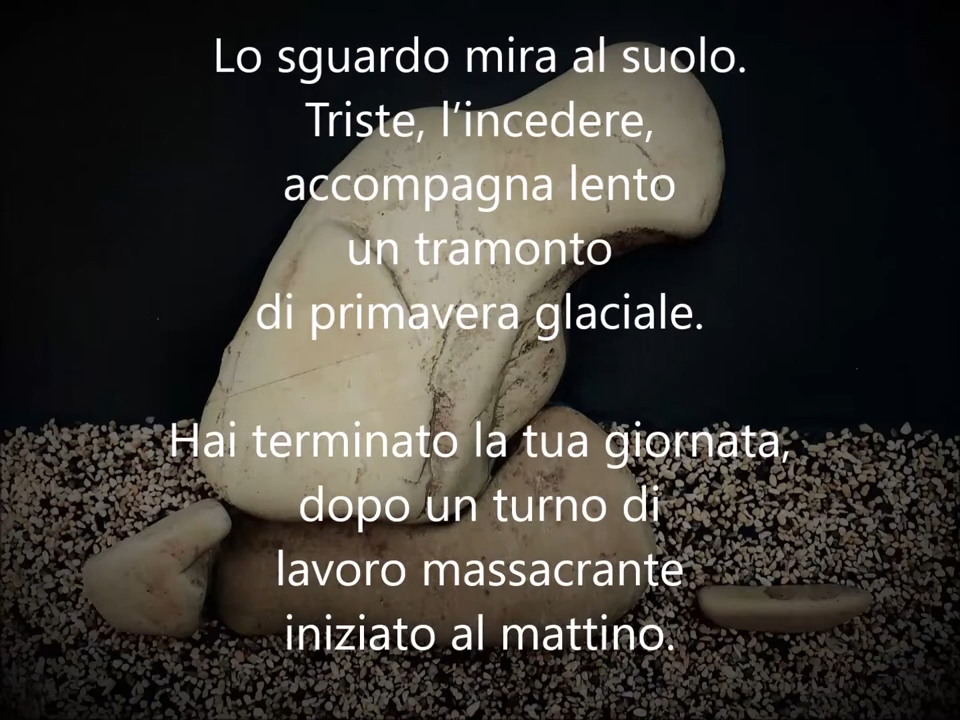 Lo sguardo mira al suolo.
Triste, l’incedere,
accompagna lento
un tramonto
di primavera glaciale.
Hai terminato la tua giornata,
dopo un turno di
lavoro massacrante
iniziato al mattino.